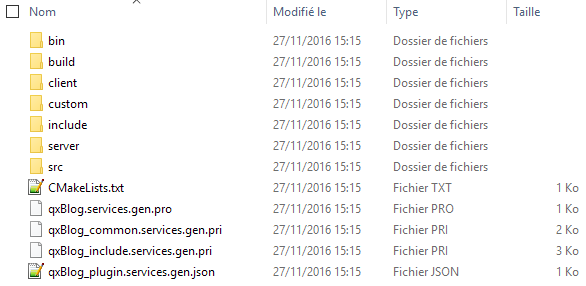 Nom Modifié le Type Taille
bin 27/11/2016 15:15 Dossier de fichiers
build 27/11/2016 15:15 Dossier de fichiers
client 27/11/2016 15:15 Dossier de fichiers
custom 27/11/2016 15:15 Dossier de fichiers
include 27/11/2016 15:15 Dossier de fichiers
server 27/11/2016 15:15 Dossier de fichiers
src 27/11/2016 15:15 Dossier de fichiers
CMakeLists.txt 27/11/2016 15:15 Fichier TXT 1 Ko
qxBlog.services.gen.pro 27/11/2016 15:15 Fichier PRO 1 Ko
qxBlog_common.services.gen.pri 27/11/2016 15:15 Fichier PRI 2 Ko
qxBlog_include.services.gen.pri 27/11/2016 15:15 Fichier PRI 3 Ko
qxBlog_plugin.services.gen.json 27/11/2016 15:15 Fichier JSON 1 Ko